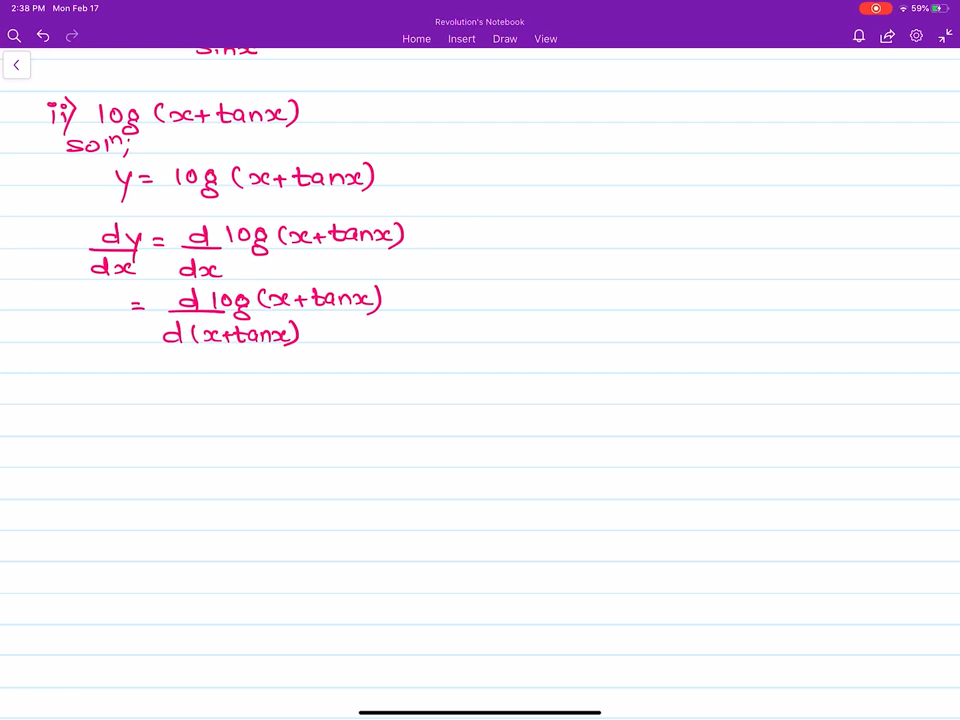 2:38 PM Mon Feb 17 59%
Revolution's Notebook
Home Insert Draw View
sinx
ii) log (x+tanx)
soln;
y = log (x+tanx)
dy/dx = d/dx log (x+tanx)
= d log (x+tanx) / d (x+tanx)